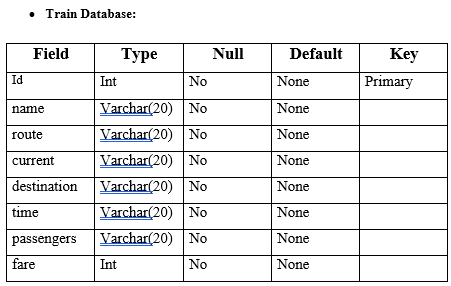 • Train Database:
Field Type Null Default Key
Id Int No None Primary
name Varchar(20) No None
route Varchar(20) No None
current Varchar(20) No None
destination Varchar(20) No None
time Varchar(20) No None
passengers Varchar(20) No None
fare Int No None